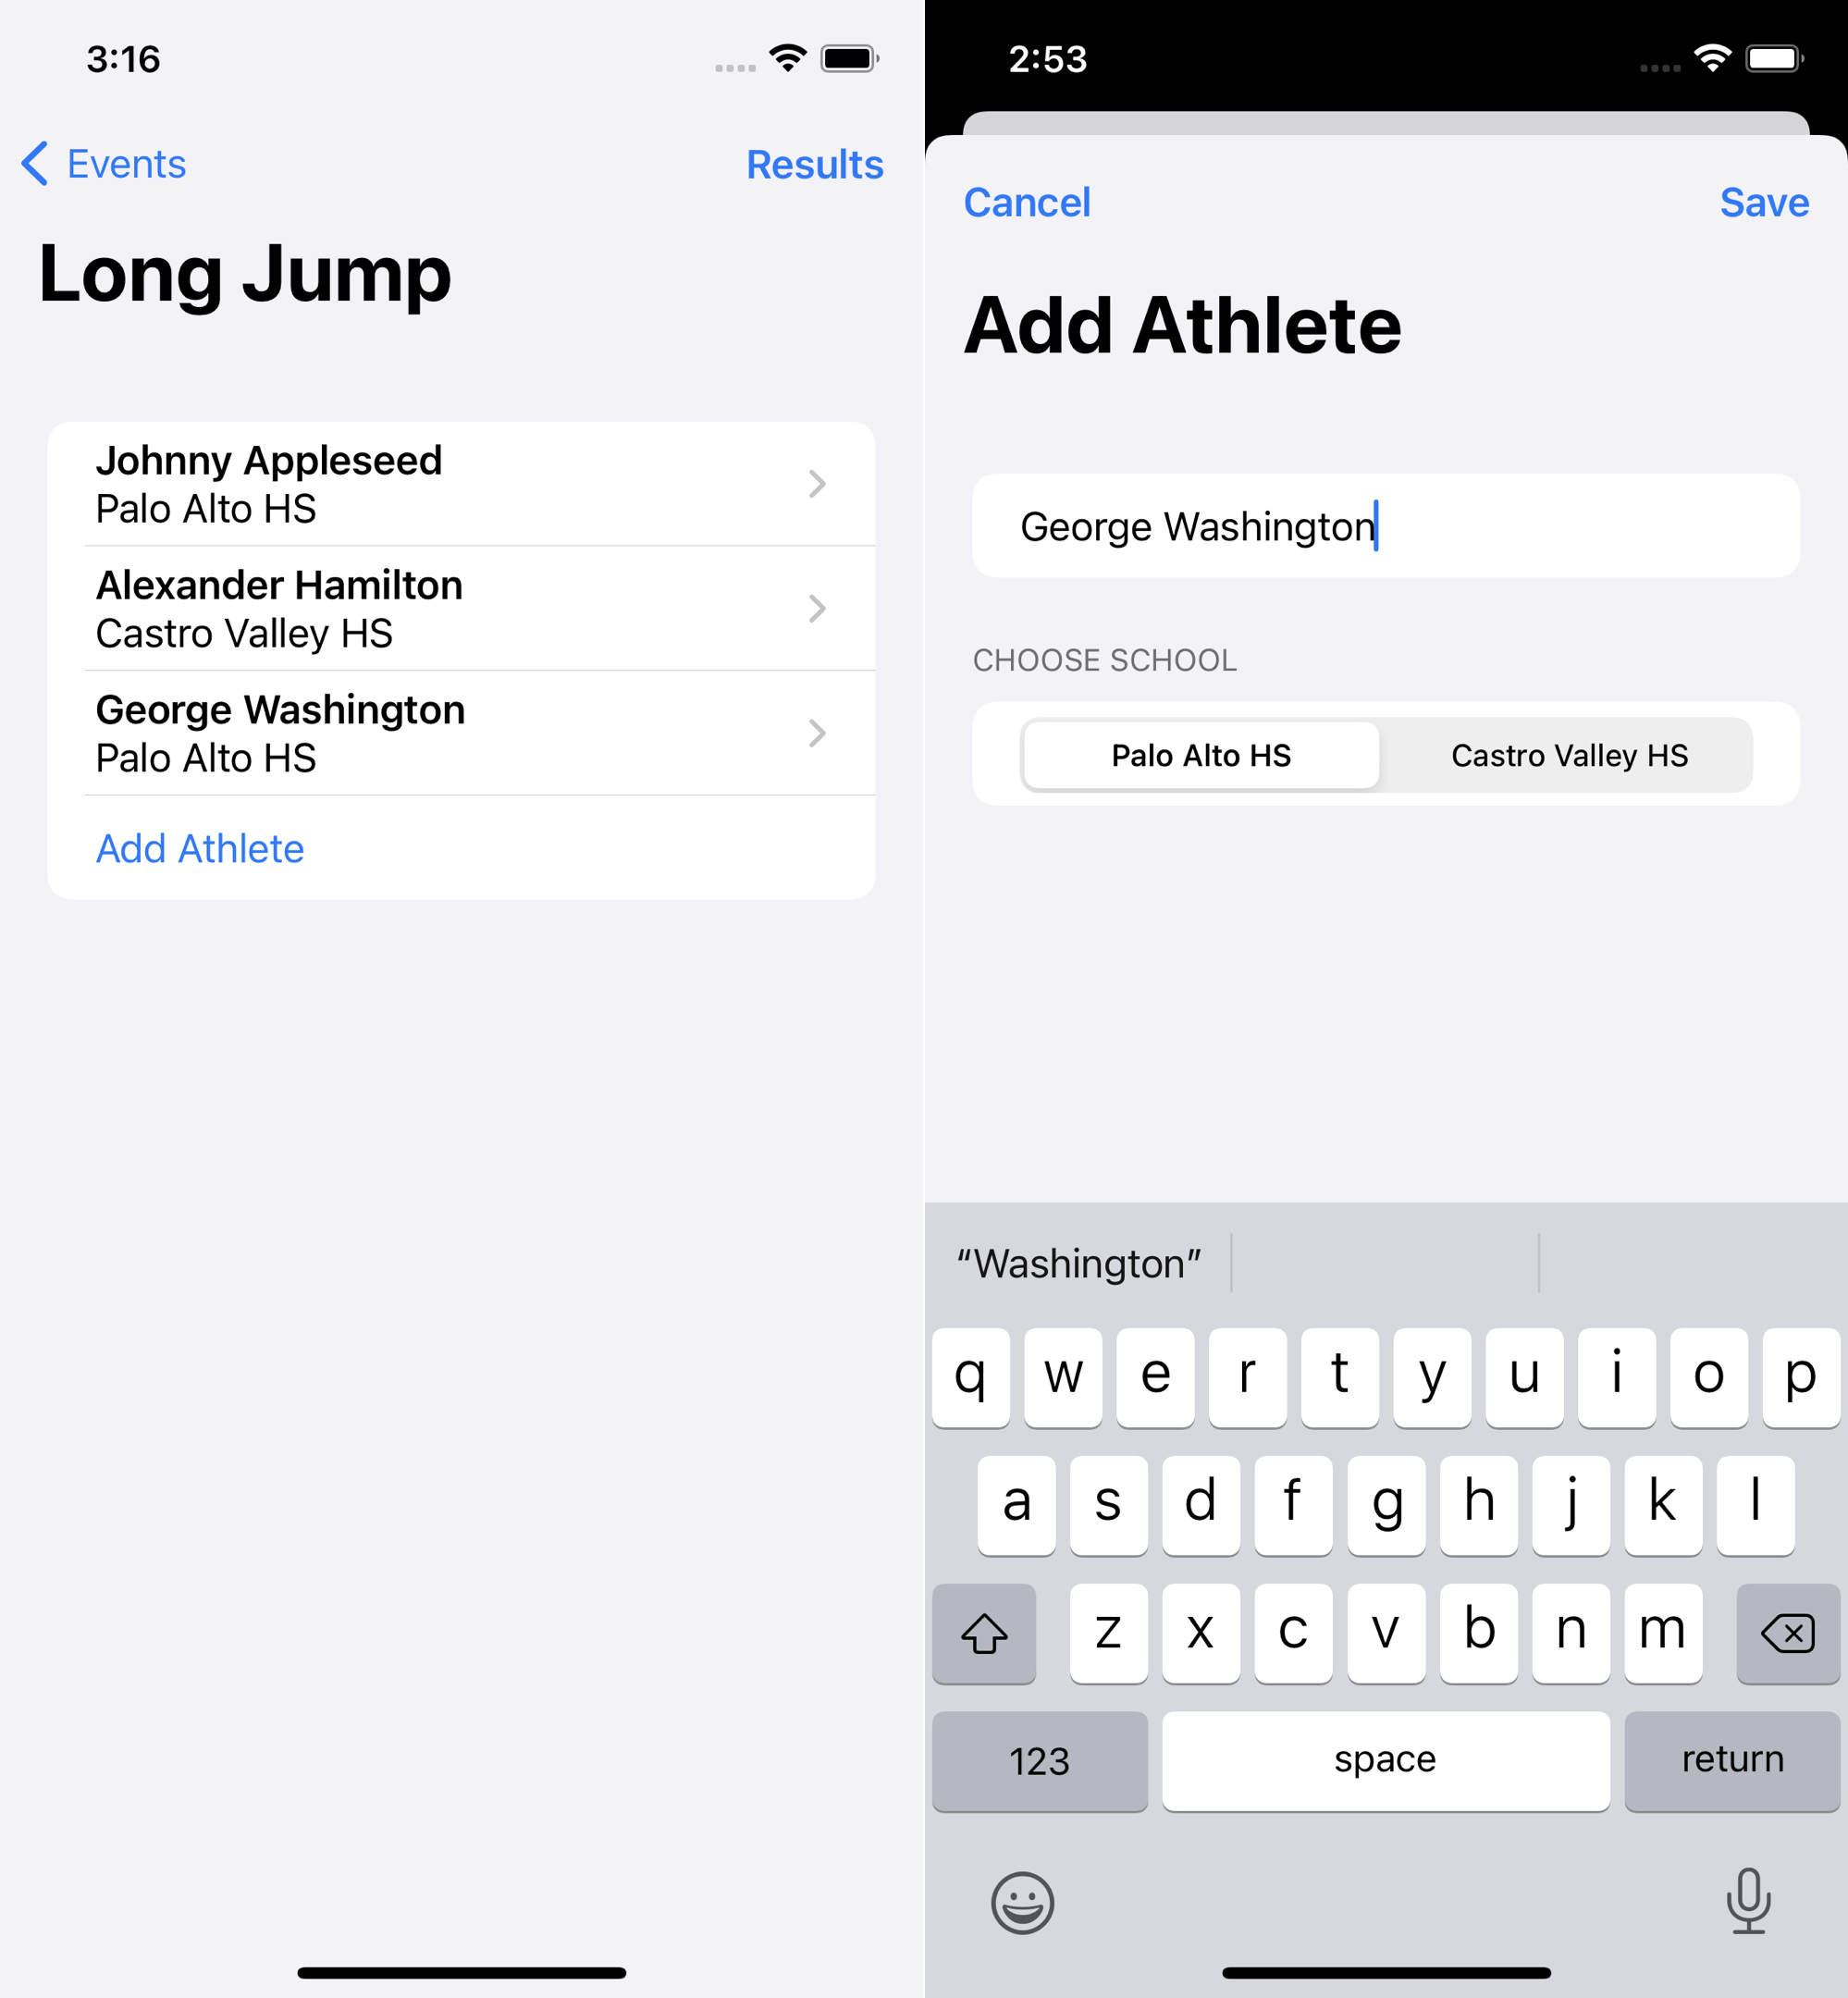 3:16
Events
Results
Long Jump
Johnny Appleseed
Palo Alto HS
Alexander Hamilton
Castro Valley HS
George Washington
Palo Alto HS
Add Athlete
2:53
Cancel
Save
Add Athlete
George Washington
CHOOSE SCHOOL
Palo Alto HS
Castro Valley HS
“Washington”
q w e r t y u i o p
a s d f g h j k l
z x c v b n m
123 space return